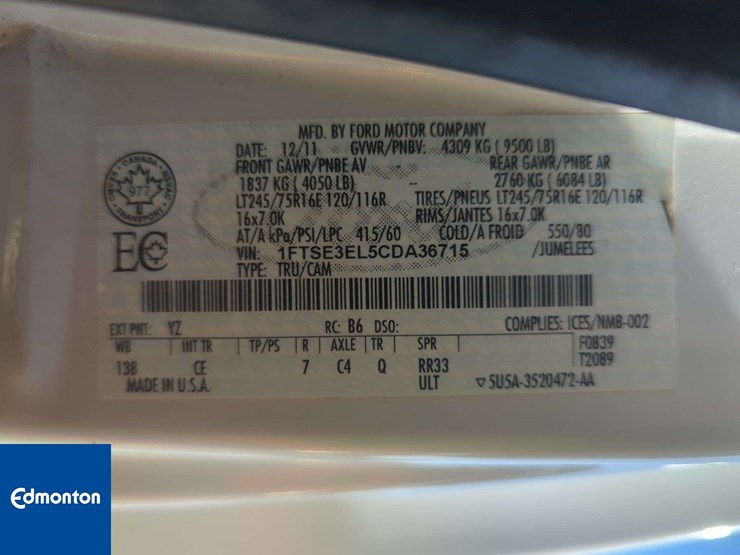 MFD. BY FORD MOTOR COMPANY
DATE: 12/11 GVWR/PNBV: 4309 KG ( 9500 LB)
FRONT GAWR/PNBE AV -- REAR GAWR/PNBE AR
1837 KG ( 4050 LB) -- 2760 KG ( 6084 LB)
LT245/75R16E 120/116R TIRES/PNEUS LT245/75R16E 120/116R
16x7.0K RIMS/JANTES 16x7.0K
AT/A kPa/PSI/LPC 415/60 COLD/A FROID 550/80
VIN: 1FTSE3EL5CDA36715 /JUMELEES
TYPE: TRU/CAM
CANADA
977
TRANSPORT
EC
EXT PNT: YZ RC: B6 DSO: COMPLIES: ICES/NMB-002
WB INT TR TP/PS R AXLE TR SPR F0839
138 CE 7 C4 Q RR33 T2089
MADE IN U.S.A. ULT ▽5U5A-3520472-AA
Edmonton